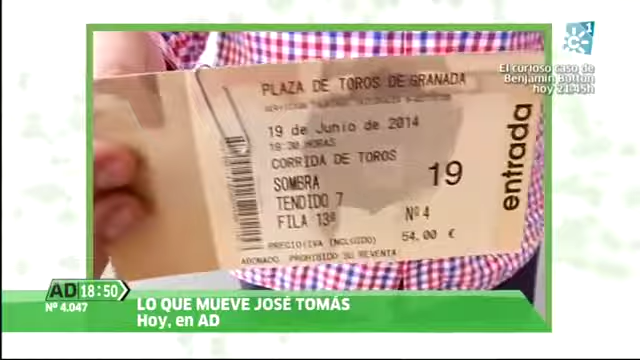 1
El curioso caso de
Benjamin Button
hoy 21:45h
PLAZA DE TOROS DE GRANADA
19 de Junio de 2014
19:30 HORAS
CORRIDA DE TOROS
SOMBRA
TENDIDO 7
FILA 13ª
19
Nº 4
PRECIO(IVA INCLUIDO)
54.00 €
ABONADO. PROHIBIDO SU REVENTA
entrada
AD 18:50
Nº 4.047
LO QUE MUEVE JOSÉ TOMÁS
Hoy, en AD